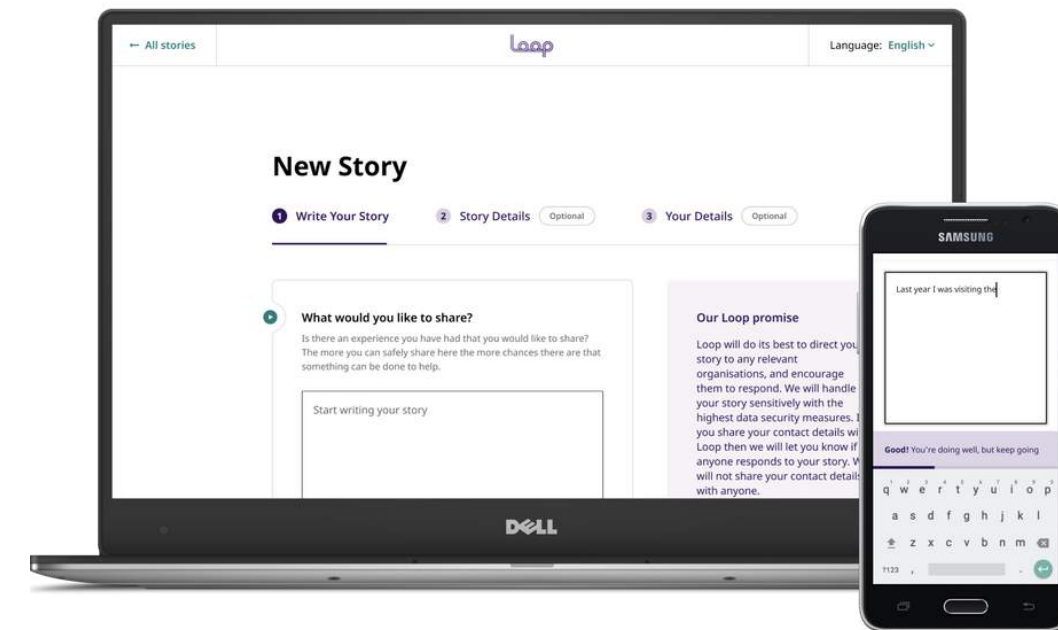 ← All stories
Loop
Language: English
New Story
1 Write Your Story
2 Story Details Optional
3 Your Details Optional
What would you like to share?
Is there an experience you have had that you would like to share?
The more you can safely share here the more chances there are that
something can be done to help.
Start writing your story
Our Loop promise
Loop will do its best to direct you
story to any relevant
organisations, and encourage
them to respond. We will handle
your story sensitively with the
highest data security measures.
you share your contact details
Loop then we will let you know if
anyone responds to your story.
will not share your contact details
with anyone.
DELL
SAMSUNG
Last year I was visiting the
Good! You're doing well, but keep going
q w e r t y u i o p
a s d f g h j k l
z x c v b n m
?123 , .